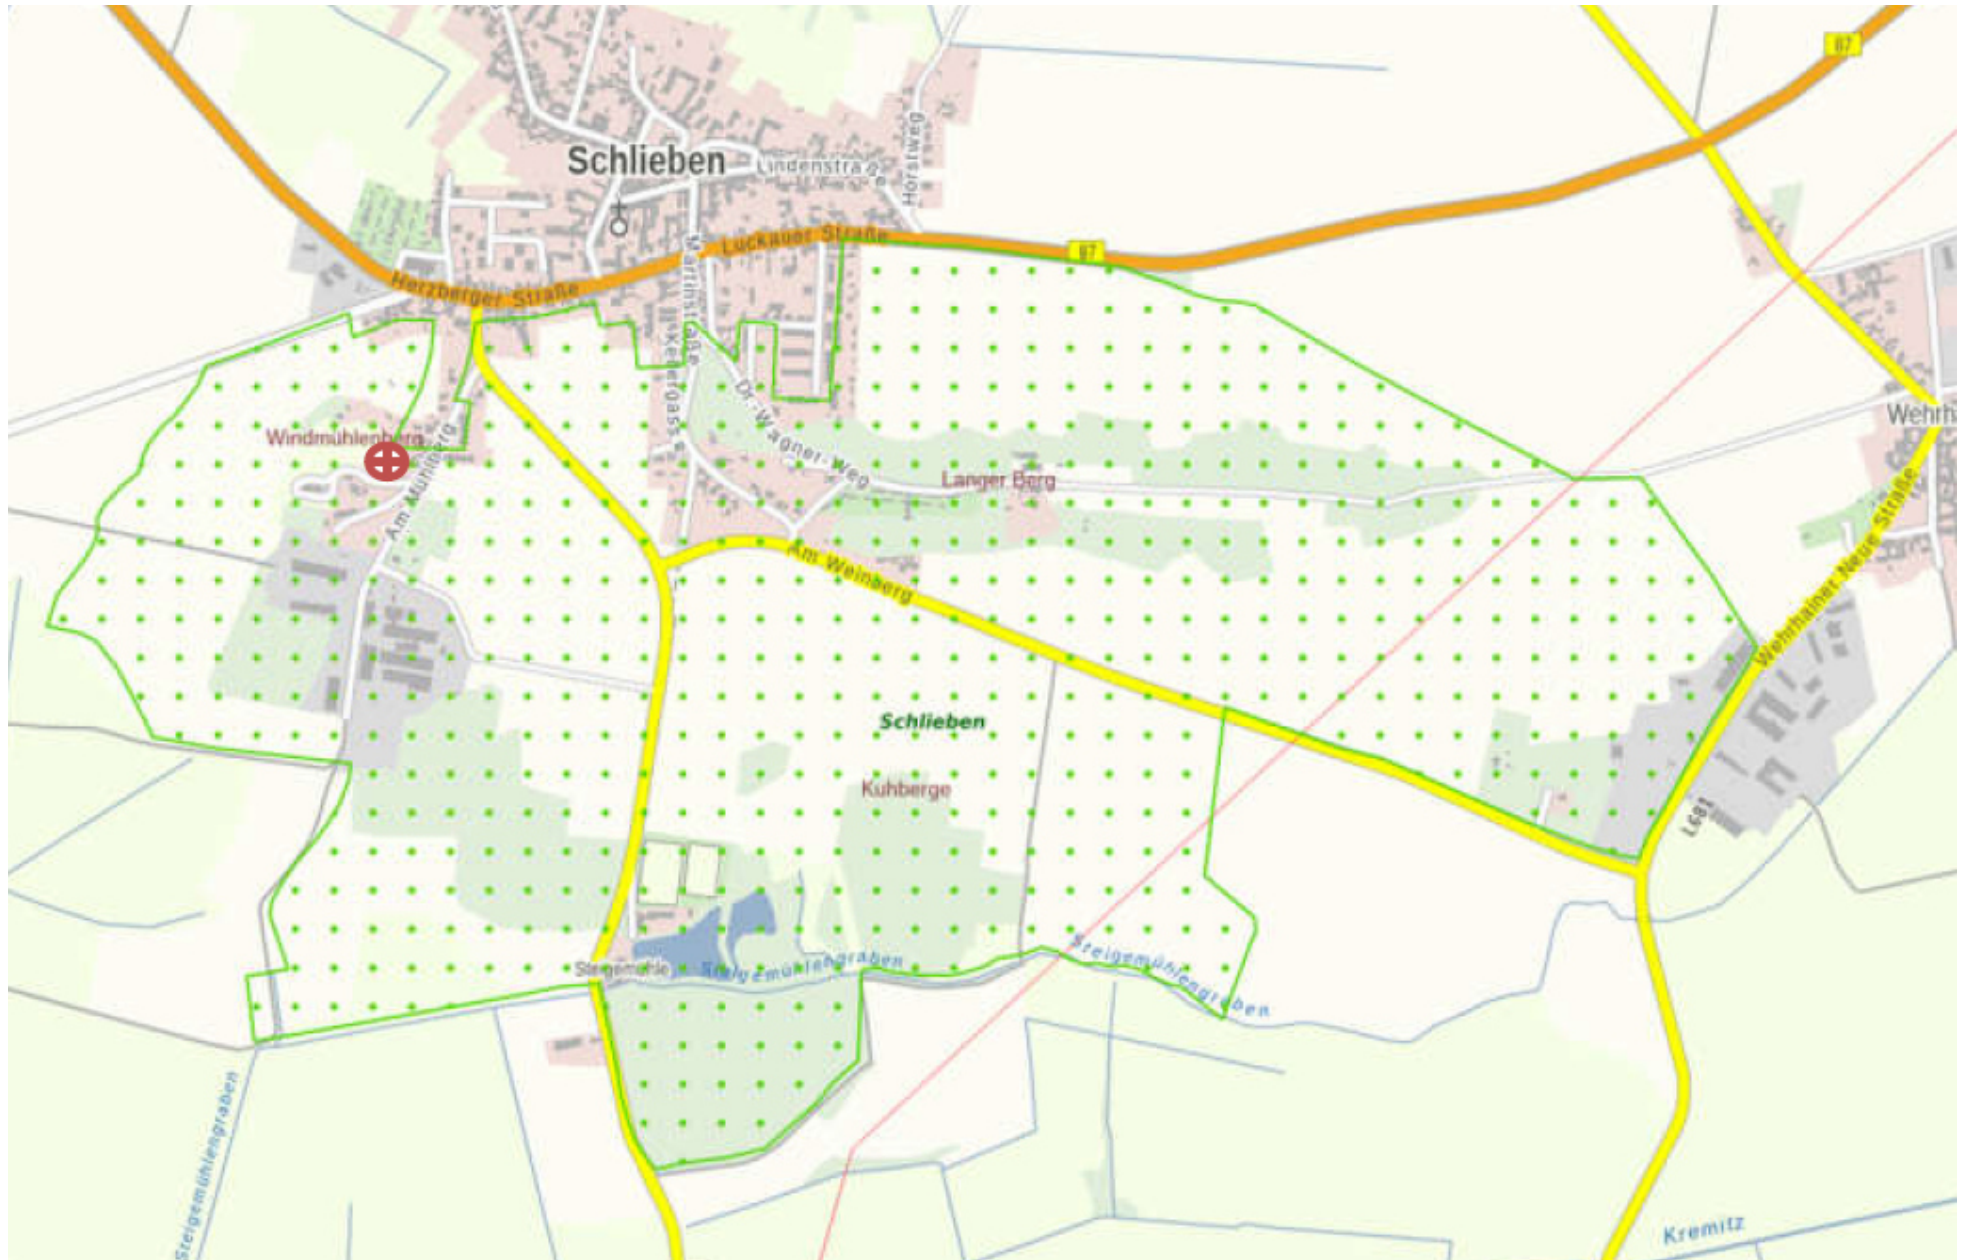 87
Schlieben
Lindenstraße
Horstweg
Luckauer Straße
87
Herzberger Straße
Martinstraße
Kellergasse
Dr.-Wagner-Weg
Wehrh
Windmühlenberg
Am Mühlberg
Langer Berg
Am Weinberg
Wehrhainer Neue Straße
Schlieben
Kuhberge
L681
Steigemühle
Steigemühlengraben
Steigemühlengraben
Steigemühlengraben
Kremitz